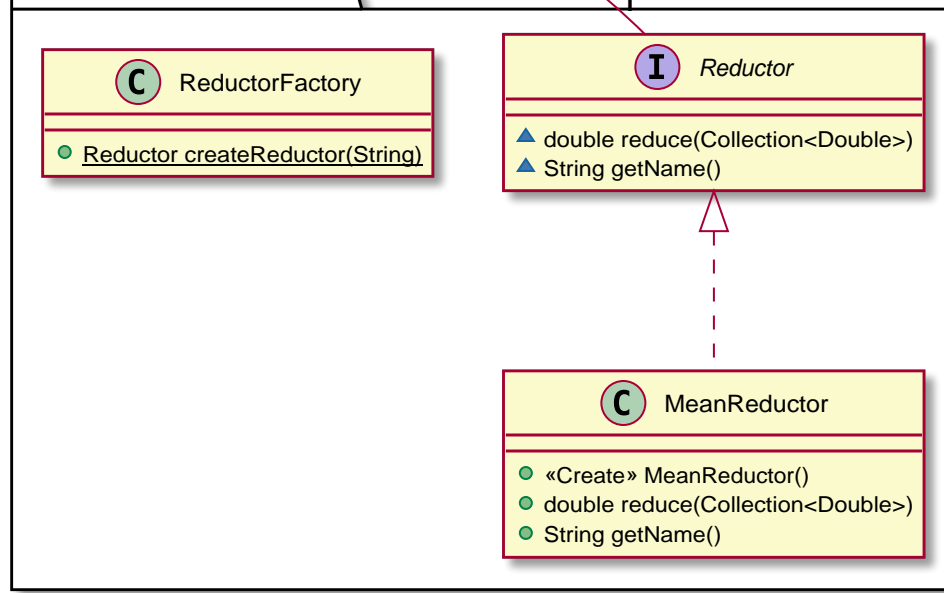 C ReductorFactory
Reductor createReductor(String)
I Reductor
double reduce(Collection<Double>)
String getName()
C MeanReductor
«Create» MeanReductor()
double reduce(Collection<Double>)
String getName()